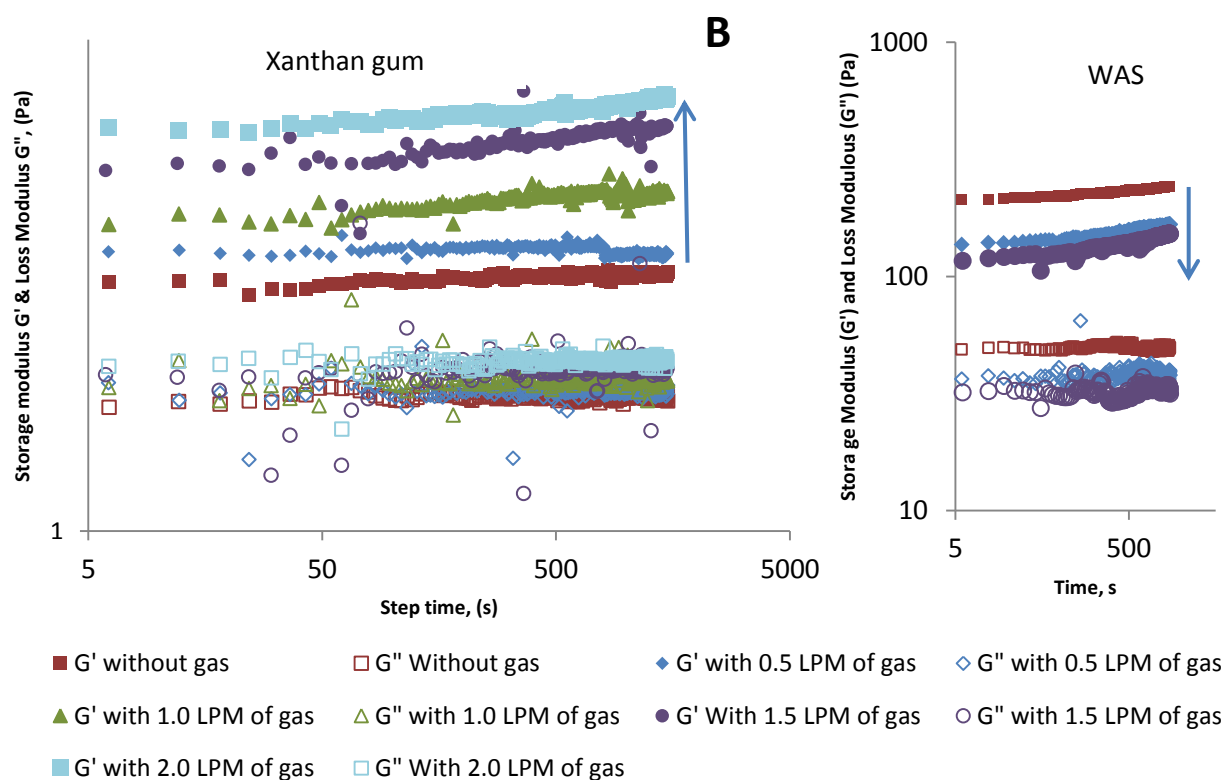 B
Xanthan gum
Storage modulus G' & Loss Modulus G", (Pa)
1
5
50
500
5000
Step time, (s)
WAS
Stora ge Modulus (G') and Loss Modulous (G") (Pa)
1000
100
10
5
500
Time, s
G' without gas
G" Without gas
G' with 0.5 LPM of gas
G" with 0.5 LPM of gas
G' with 1.0 LPM of gas
G" with 1.0 LPM of gas
G' With 1.5 LPM of gas
G" with 1.5 LPM of gas
G' with 2.0 LPM of gas
G" With 2.0 LPM of gas